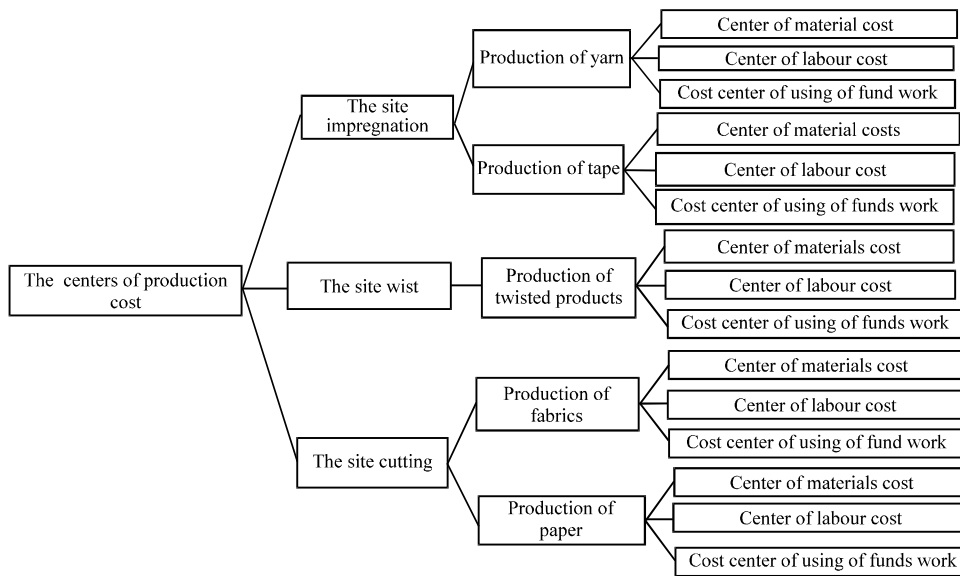 The centers of production
cost
The site
impregnation
Production of yarn
Center of material cost
Center of labour cost
Cost center of using of fund work
Production of tape
Center of material costs
Center of labour cost
Cost center of using of funds work
The site wist
Production of
twisted products
Center of materials cost
Center of labour cost
Cost center of using of funds work
The site cutting
Production of
fabrics
Center of materials cost
Center of labour cost
Cost center of using of fund work
Production of
paper
Center of materials cost
Center of labour cost
Cost center of using of funds work